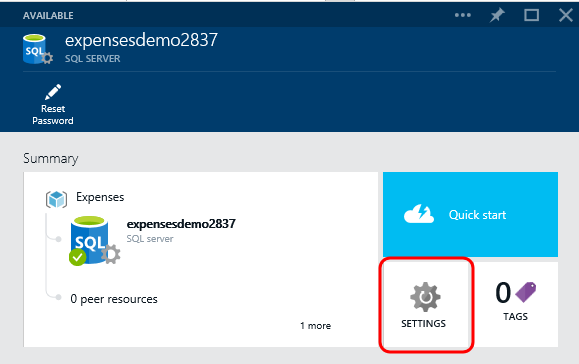 AVAILABLE
expensesdemo2837
SQL
SQL SERVER
Reset
Password
Summary
Expenses
expensesdemo2837
SQL server
SQL
0 peer resources
1 more
Quick start
SETTINGS
0
TAGS